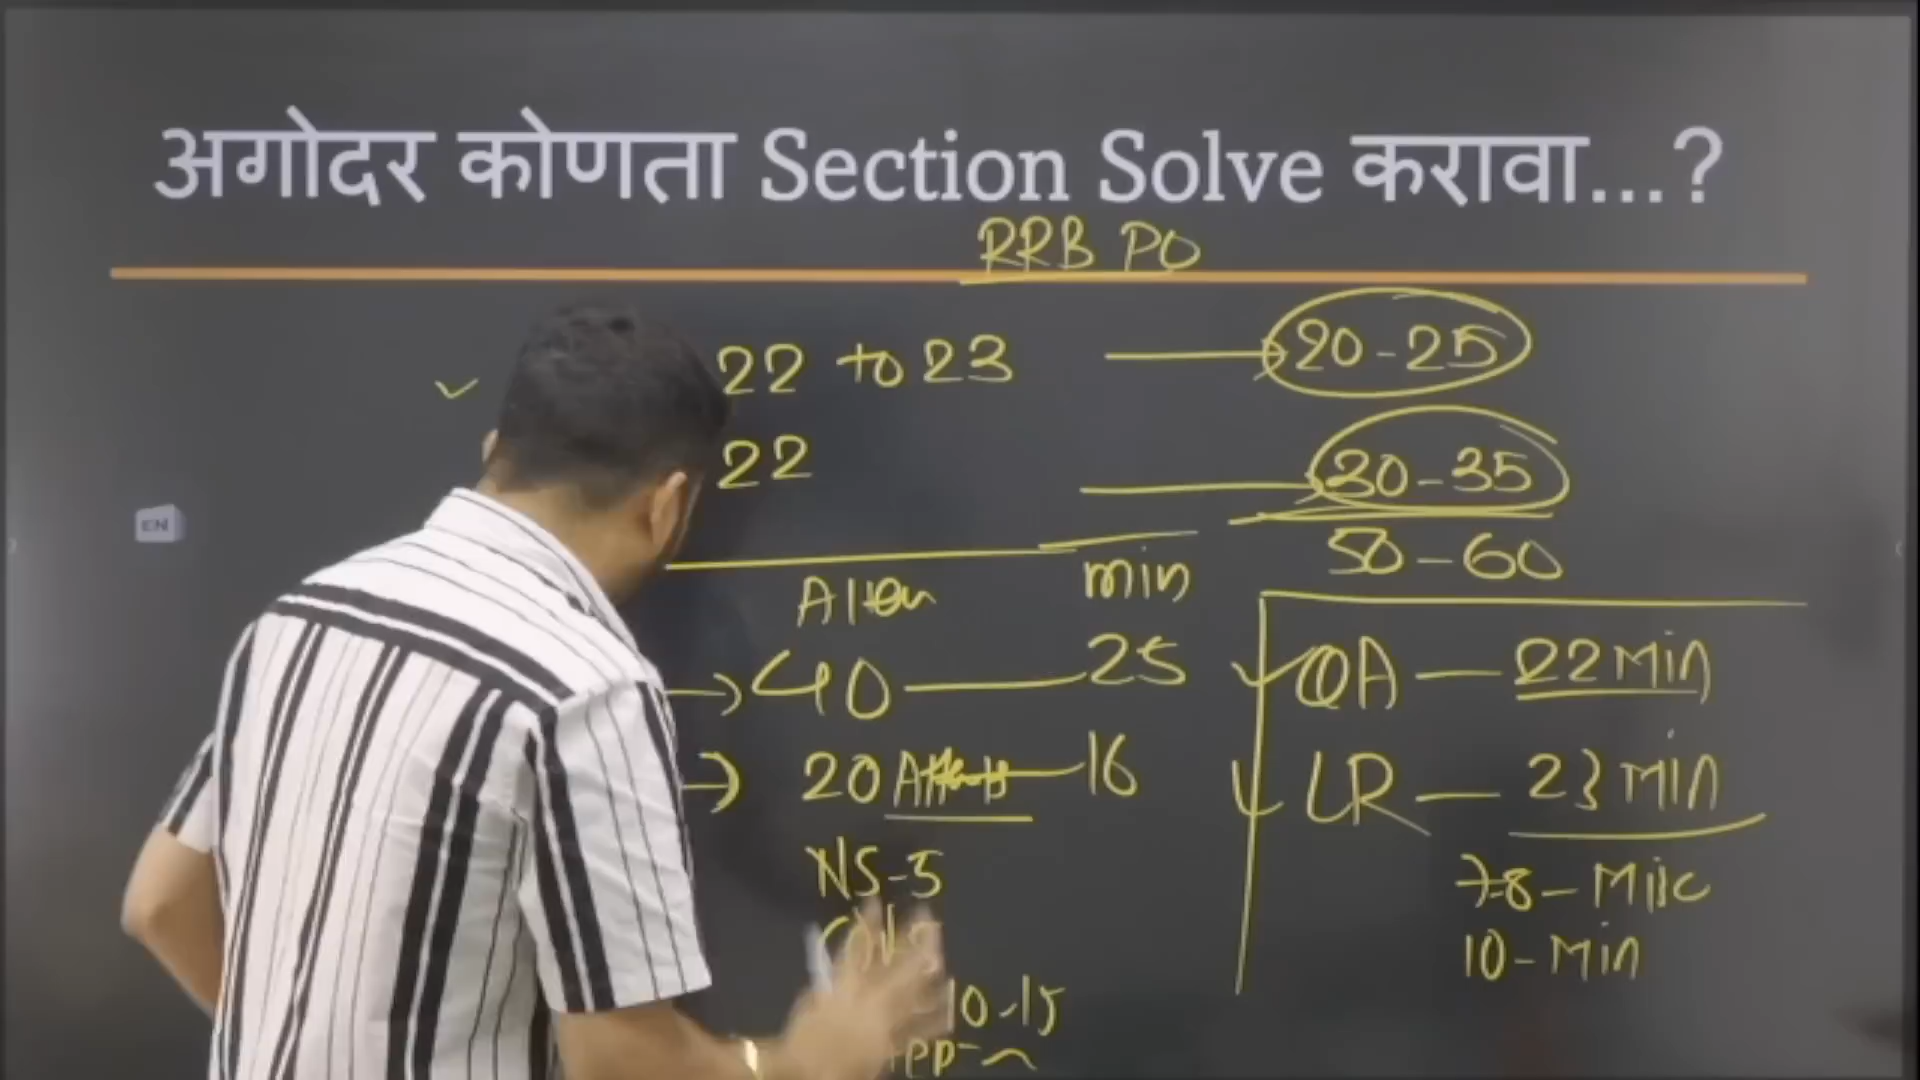 अगोदर कोणता Section Solve करावा...?
RRB PO
22 to 23 20-25
22 30-35
50-60
EN
Atten min
40 25
20 Attents 16
NS-5
10-15
QA — 22 Min
LR — 23 MIN
7-8 - Misc
10 - Min